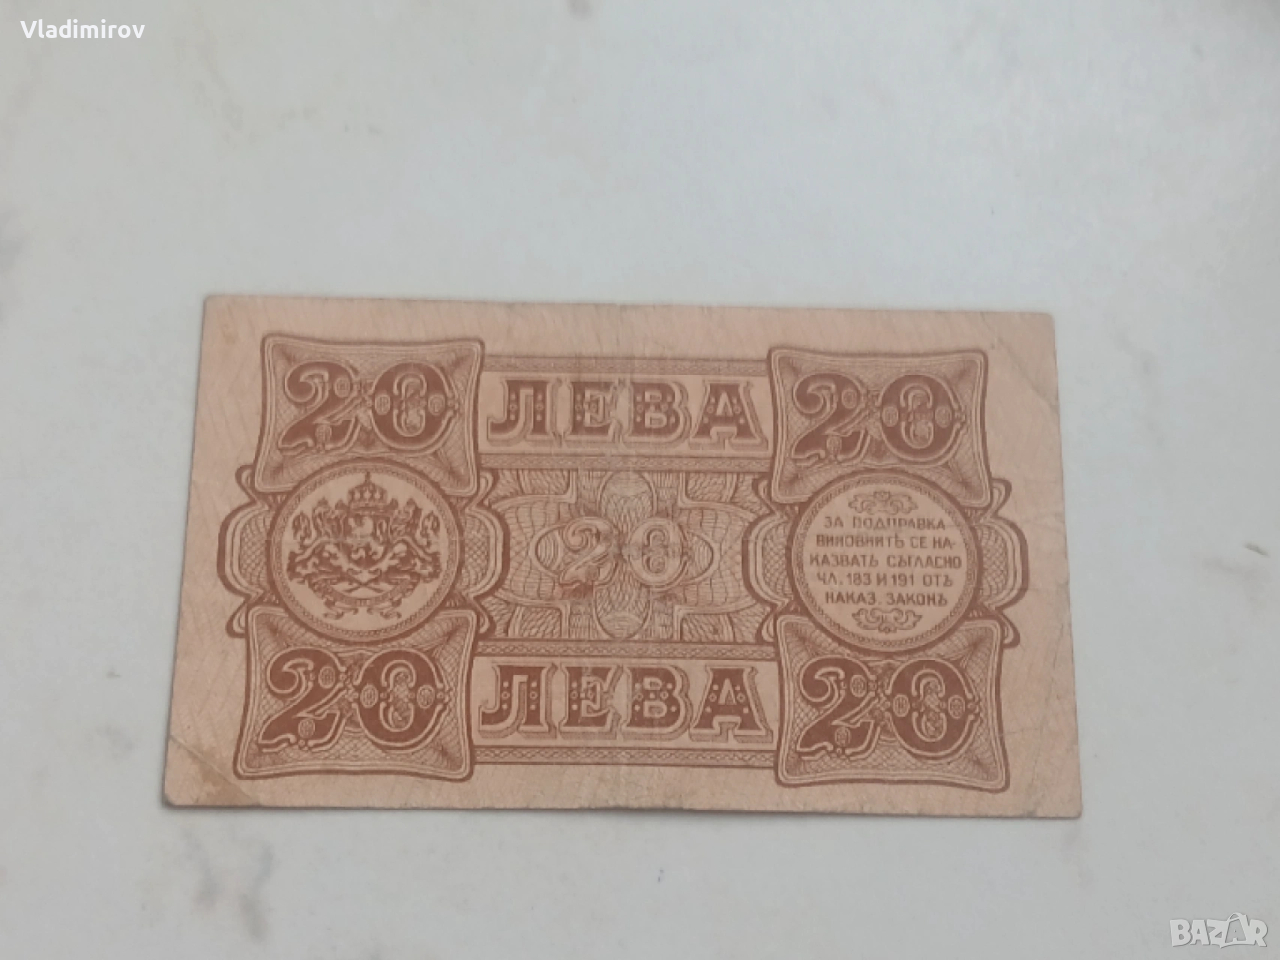 Vladimirov
20 ЛЕВА 20
ЗА ПОДПРАВКА
ВИНОВНИТѢ СЕ НА-
КАЗВАТЪ СЪГЛАСНО
ЧЛ. 183 И 191 ОТЪ
НАКАЗ. ЗАКОНЪ
20
20 ЛЕВА 20
BAZAR